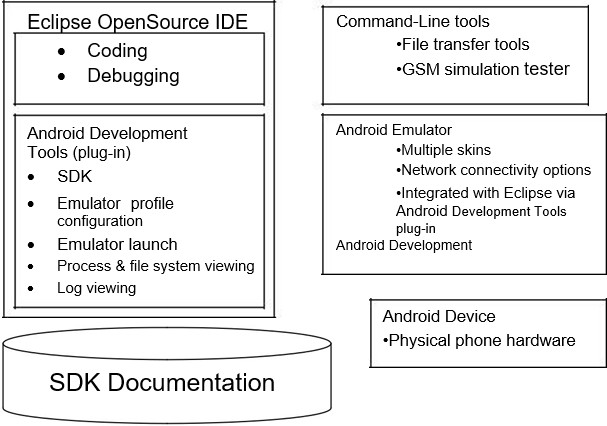 Eclipse OpenSource IDE
• Coding
• Debugging
Android Development
Tools (plug-in)
• SDK
• Emulator profile
configuration
• Emulator launch
• Process & file system viewing
• Log viewing
SDK Documentation
Command-Line tools
•File transfer tools
•GSM simulation tester
Android Emulator
•Multiple skins
•Network connectivity options
•Integrated with Eclipse via
Android Development Tools
plug-in
Android Development
Android Device
•Physical phone hardware